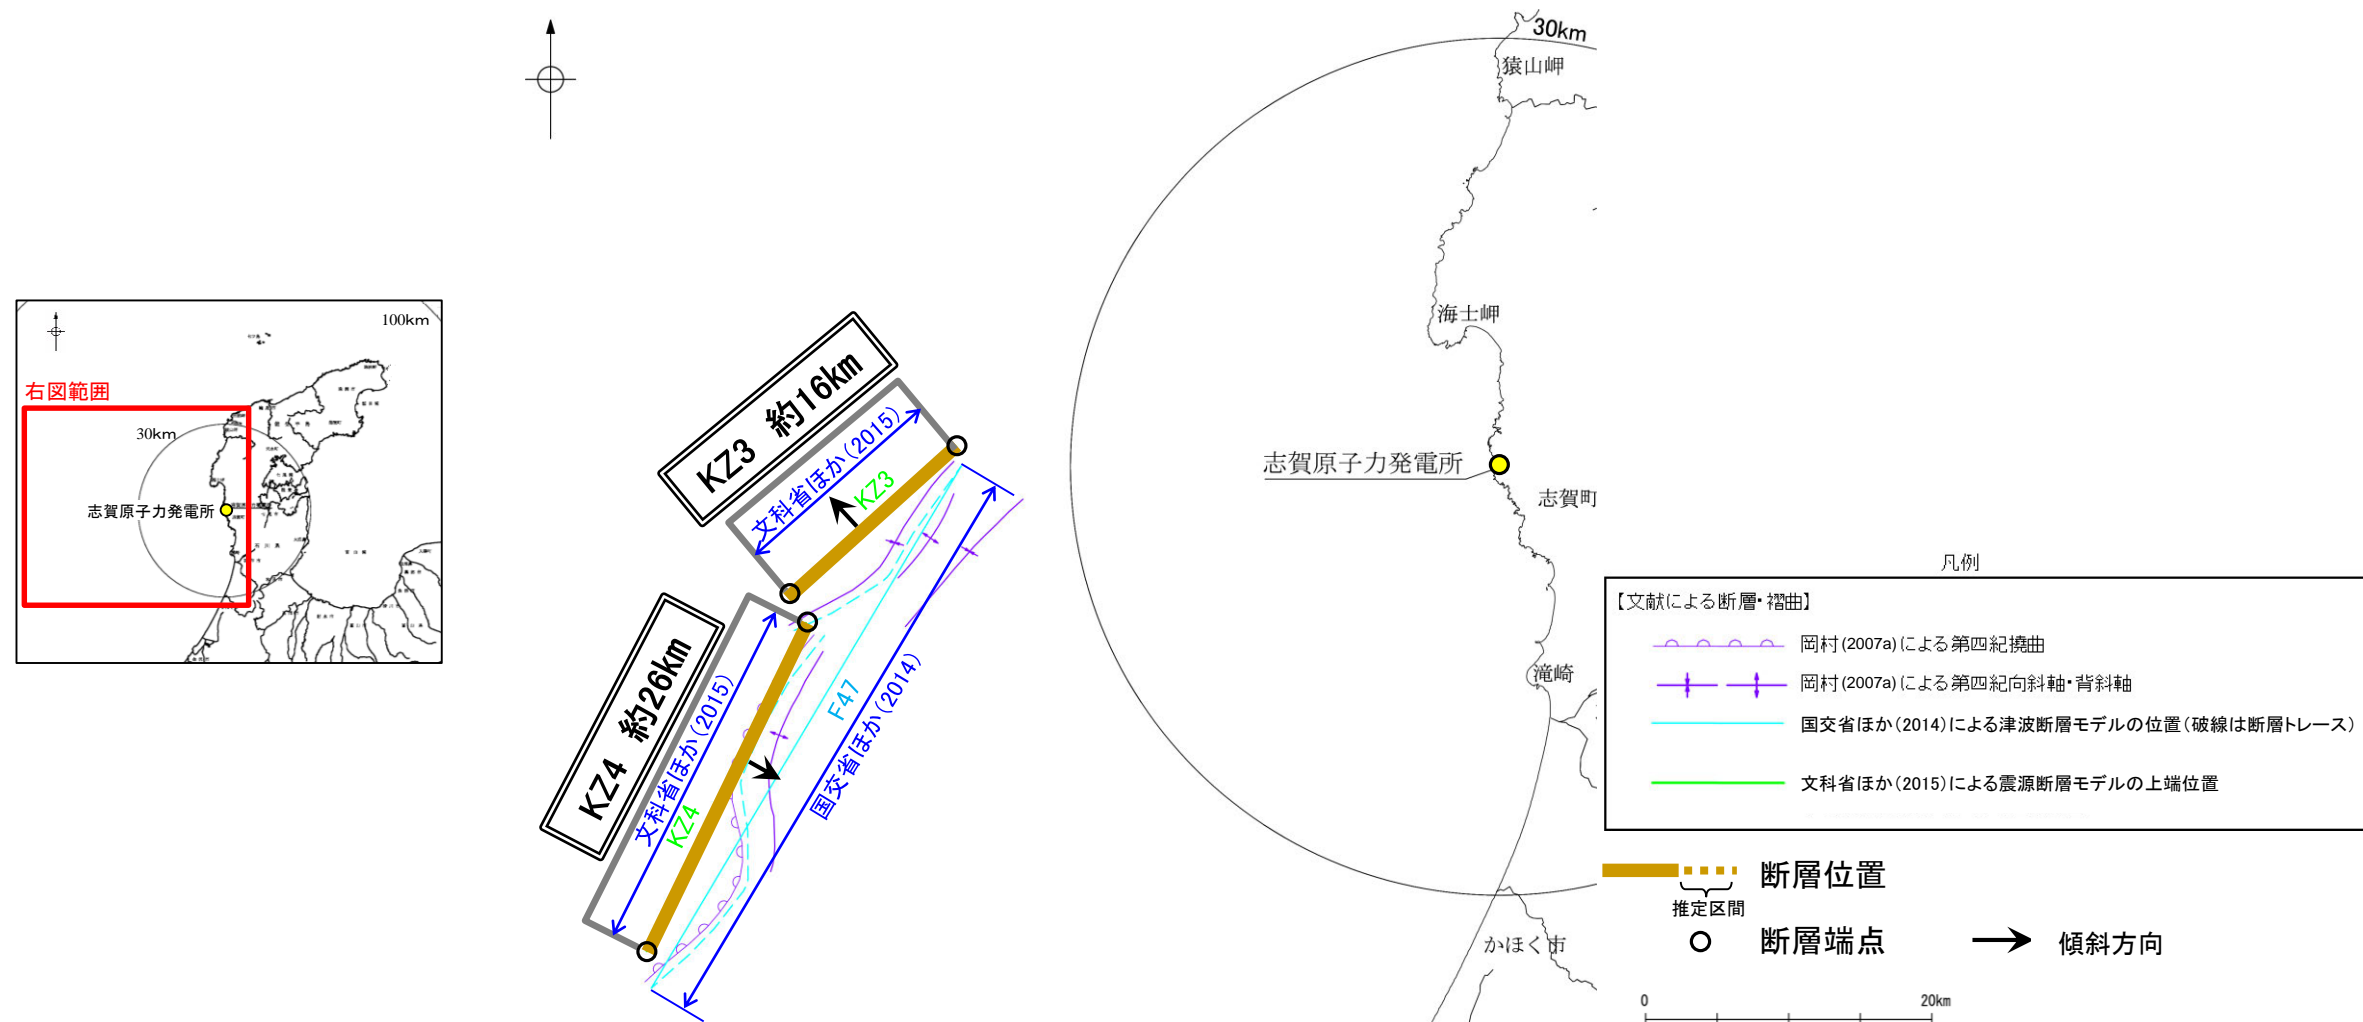 100km
右図範囲
30km
志賀原子力発電所
KZ3 約16km
文科省ほか(2015)
KZ3
KZ4 約26km
文科省ほか(2015)
KZ4
F47
国交省ほか(2014)
30km
猿山岬
海士岬
志賀原子力発電所
志賀町
滝崎
かほく市
凡例
【文献による断層・褶曲】
岡村(2007a)による第四紀撓曲
岡村(2007a)による第四紀向斜軸・背斜軸
国交省ほか(2014)による津波断層モデルの位置(破線は断層トレース)
文科省ほか(2015)による震源断層モデルの上端位置
断層位置
推定区間
断層端点
傾斜方向
0 20km